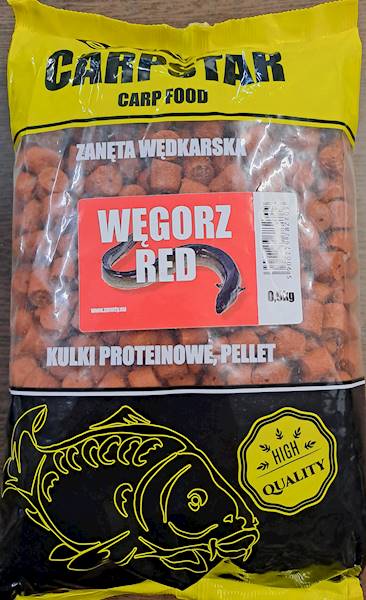 CARPSTAR
CARP FOOD
ZANĘTA WĘDKARSKA
WĘGORZ
RED
0,5kg
KULKI PROTEINOWE, PELLET
HIGH
QUALITY